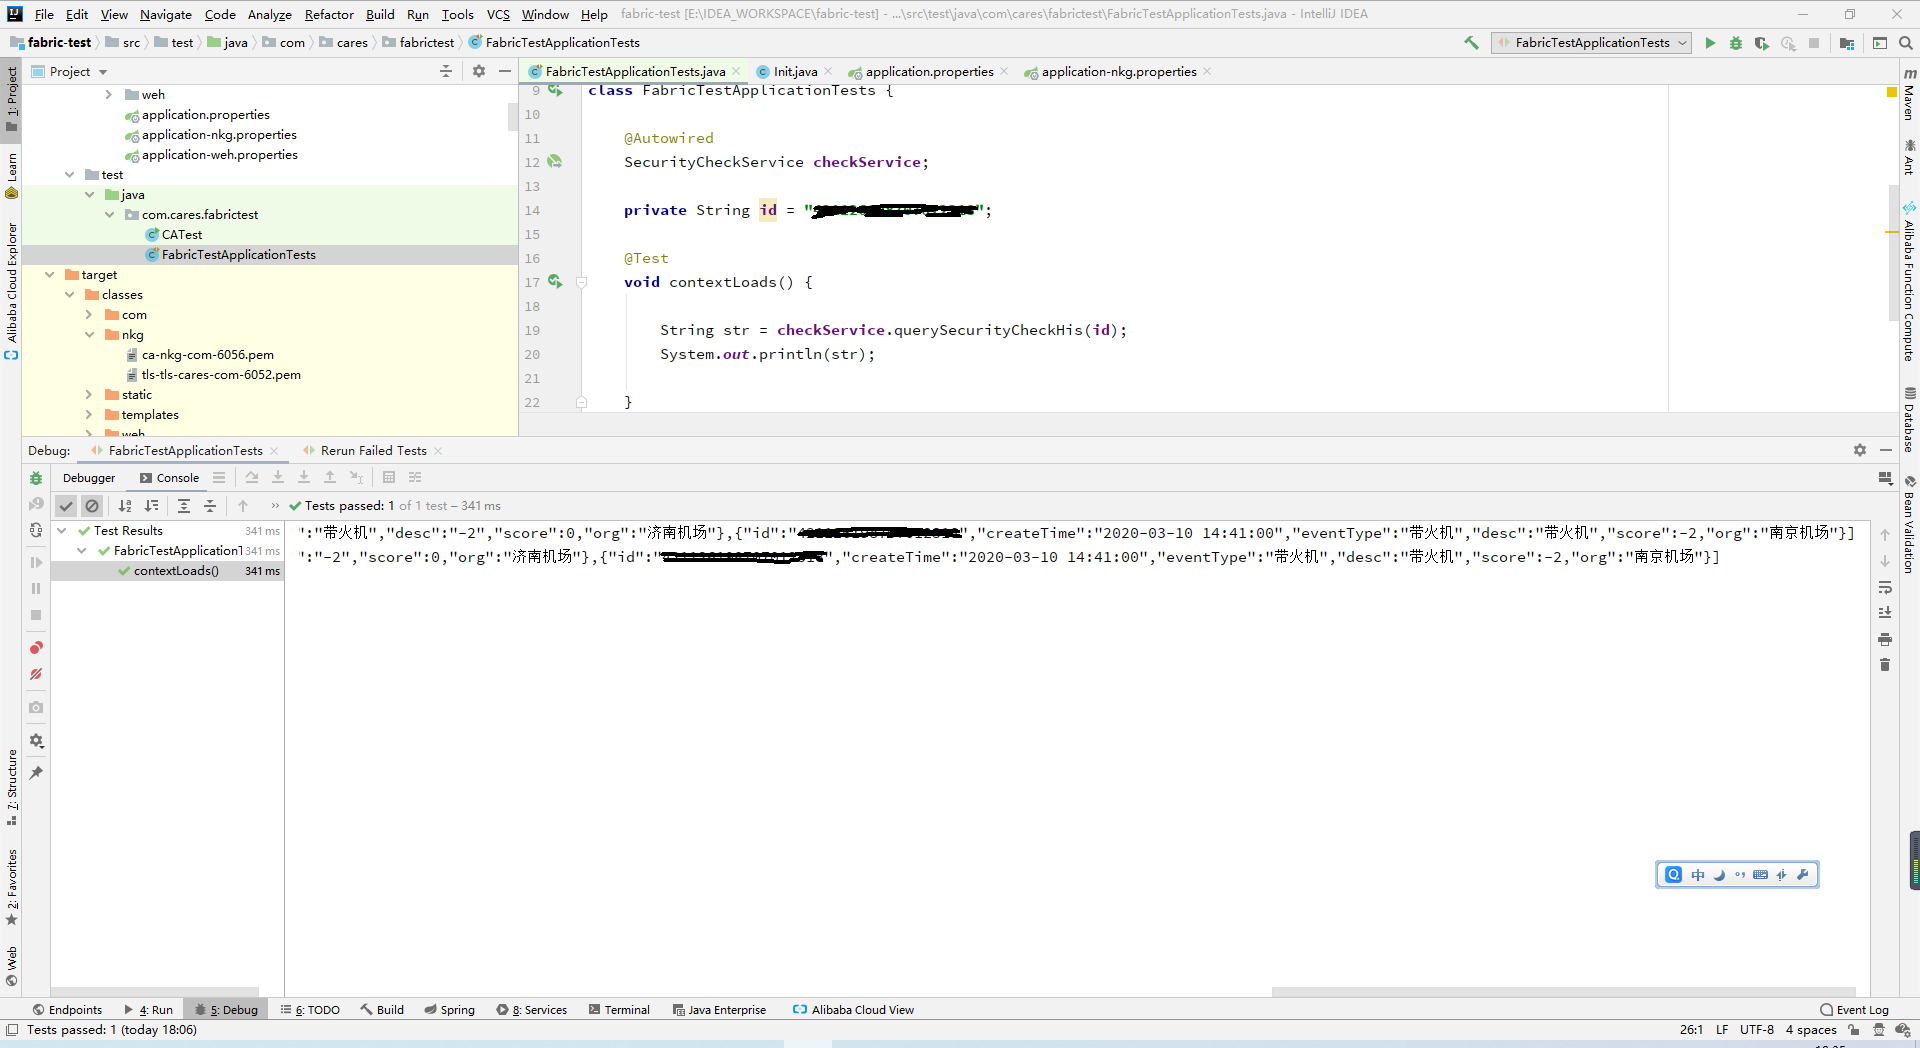 File Edit View Navigate Code Analyze Refactor Build Run Tools VCS Window Help fabric-test [E:\IDEA_WORKSPACE\fabric-test] - ...\src\test\java\com\cares\fabrictest\FabricTestApplicationTests.java - IntelliJ IDEA
fabric-test src test java com cares fabrictest FabricTestApplicationTests
FabricTestApplicationTests
Project
FabricTestApplicationTests.java Init.java application.properties application-nkg.properties
weh
application.properties
application-nkg.properties
application-weh.properties
test
java
com.cares.fabrictest
CATest
FabricTestApplicationTests
target
classes
com
nkg
ca-nkg-com-6056.pem
tls-tls-cares-com-6052.pem
static
templates
weh
9 class FabricTestApplicationTests {
10
11 @Autowired
12 SecurityCheckService checkService;
13
14 private String id = "";
15
16 @Test
17 void contextLoads() {
18
19 String str = checkService.querySecurityCheckHis(id);
20 System.out.println(str);
21
22 }
1: Project
Learn
Alibaba Cloud Explorer
7: Structure
2: Favorites
Web
Maven
Ant
Alibaba Function Compute
Database
Bean Validation
Debug: FabricTestApplicationTests Rerun Failed Tests
Debugger Console
Tests passed: 1 of 1 test – 341 ms
Test Results 341 ms
FabricTestApplicationT 341 ms
contextLoads() 341 ms
":"带火机","desc":"-2","score":0,"org":"济南机场"},{"id":"","createTime":"2020-03-10 14:41:00","eventType":"带火机","desc":"带火机","score":-2,"org":"南京机场"}]
":"-2","score":0,"org":"济南机场"},{"id":"","createTime":"2020-03-10 14:41:00","eventType":"带火机","desc":"带火机","score":-2,"org":"南京机场"}]
中
Endpoints 4: Run 5: Debug 6: TODO Build Spring 8: Services Terminal Java Enterprise Alibaba Cloud View Event Log
Tests passed: 1 (today 18:06) 26:1 LF UTF-8 4 spaces